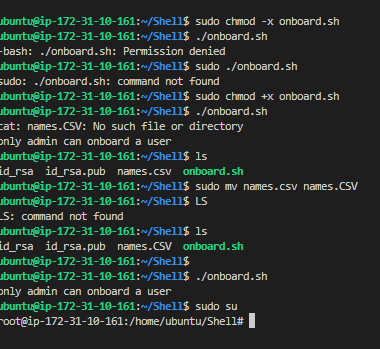 ubuntu@ip-172-31-10-161:~/Shell$ sudo chmod -x onboard.sh
ubuntu@ip-172-31-10-161:~/Shell$ ./onboard.sh
-bash: ./onboard.sh: Permission denied
ubuntu@ip-172-31-10-161:~/Shell$ sudo ./onboard.sh
sudo: ./onboard.sh: command not found
ubuntu@ip-172-31-10-161:~/Shell$ sudo chmod +x onboard.sh
ubuntu@ip-172-31-10-161:~/Shell$ ./onboard.sh
cat: names.CSV: No such file or directory
only admin can onboard a user
ubuntu@ip-172-31-10-161:~/Shell$ ls
id_rsa id_rsa.pub names.csv onboard.sh
ubuntu@ip-172-31-10-161:~/Shell$ sudo mv names.csv names.CSV
ubuntu@ip-172-31-10-161:~/Shell$ LS
LS: command not found
ubuntu@ip-172-31-10-161:~/Shell$ ls
id_rsa id_rsa.pub names.CSV onboard.sh
ubuntu@ip-172-31-10-161:~/Shell$
ubuntu@ip-172-31-10-161:~/Shell$ ./onboard.sh
only admin can onboard a user
ubuntu@ip-172-31-10-161:~/Shell$ sudo su
root@ip-172-31-10-161:/home/ubuntu/Shell#